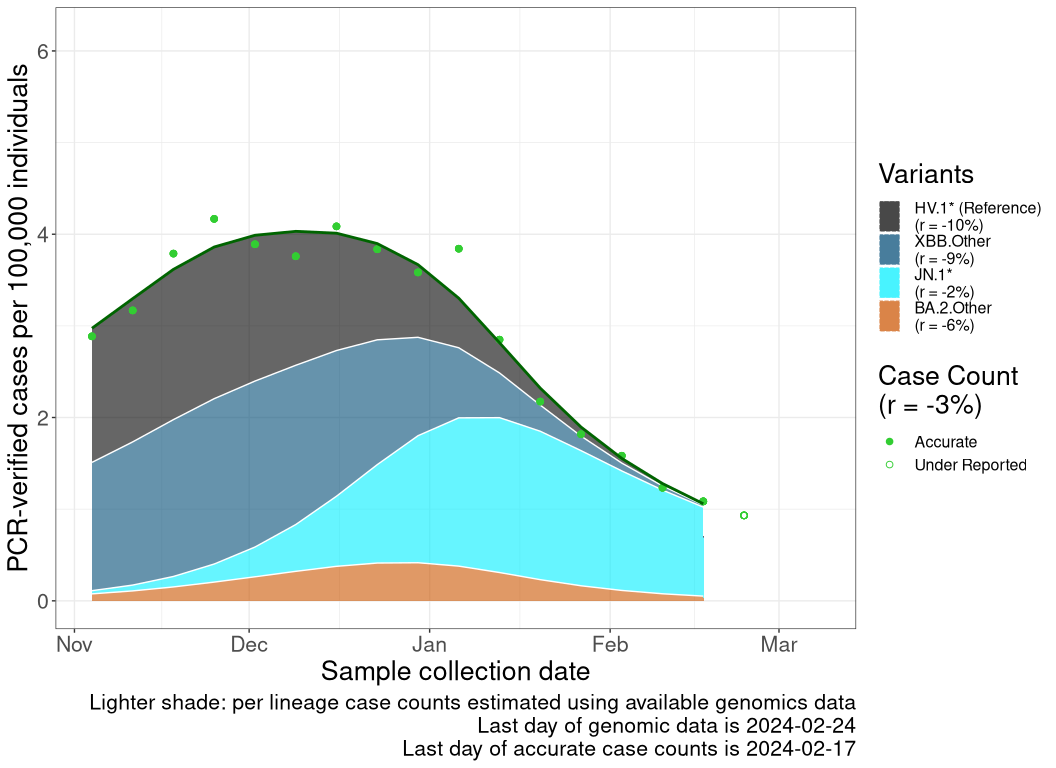 PCR-verified cases per 100,000 individuals
6
4
2
0
Nov Dec Jan Feb Mar
Sample collection date
Lighter shade: per lineage case counts estimated using available genomics data
Last day of genomic data is 2024-02-24
Last day of accurate case counts is 2024-02-17
Variants
HV.1* (Reference)
(r = -10%)
XBB.Other
(r = -9%)
JN.1*
(r = -2%)
BA.2.Other
(r = -6%)
Case Count
(r = -3%)
Accurate
Under Reported